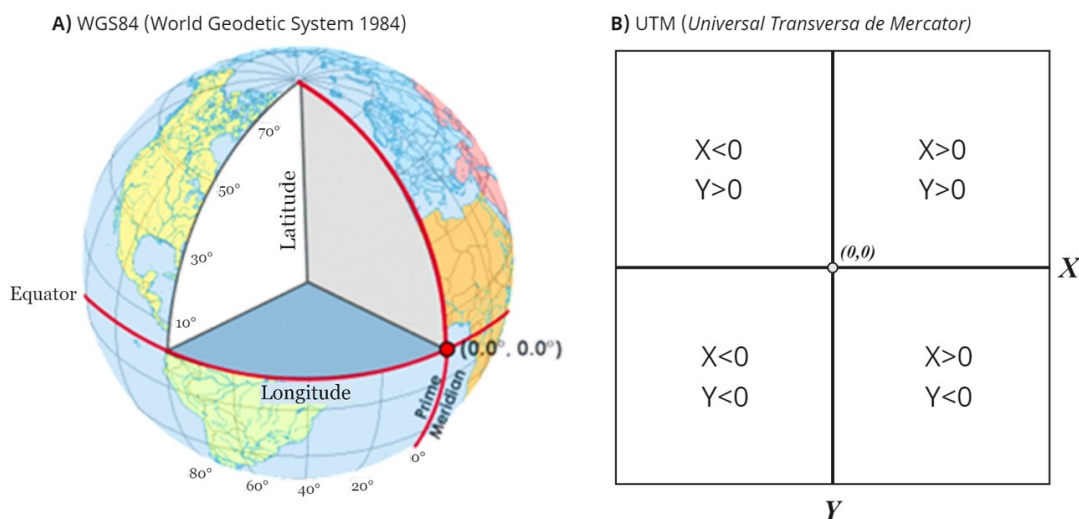 A) WGS84 (World Geodetic System 1984)
70°
50°
Latitude
30°
Equator
10°
(0.0°. 0.0°)
Longitude
Prime
Meridian
0°
80°
60°
40°
20°
B) UTM (Universal Transversa de Mercator)
X<0
Y>0
X>0
Y>0
(0,0)
X
X<0
Y<0
X>0
Y<0
Y